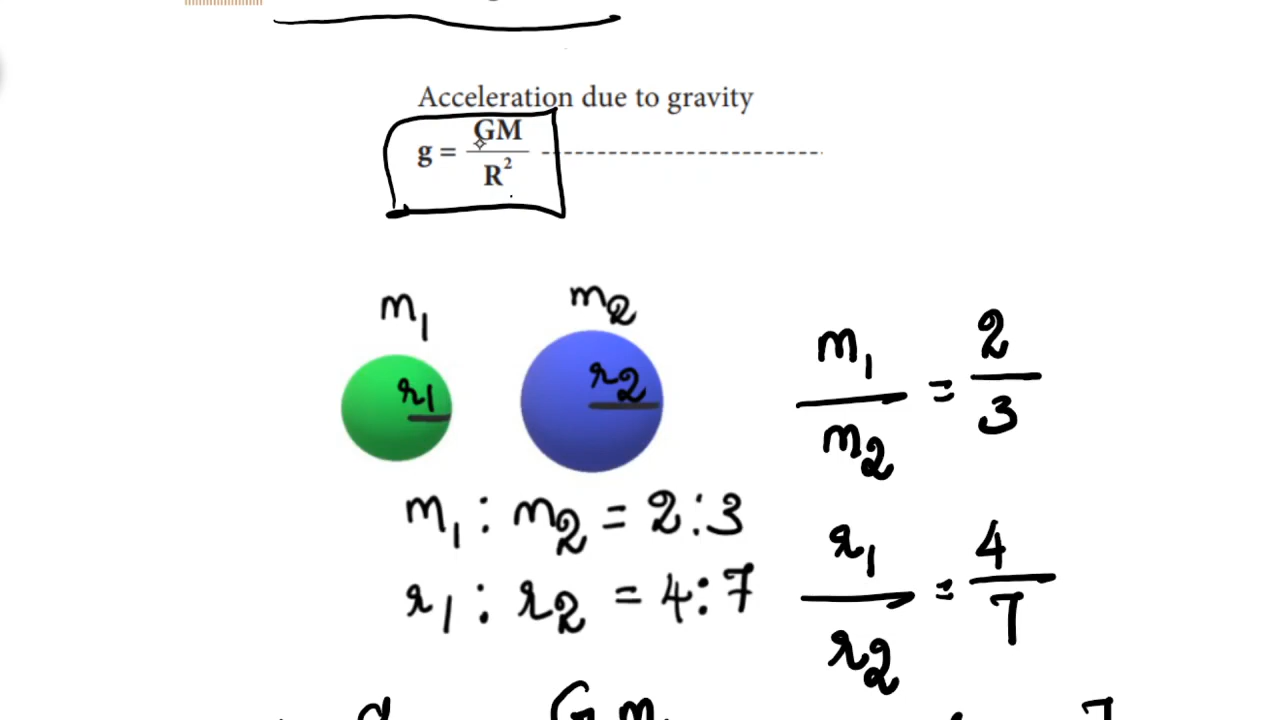 Acceleration due to gravity
g = GM / R²
m₁ m₂
r₁ r₂
m₁ / m₂ = 2 / 3
m₁ : m₂ = 2 : 3
r₁ / r₂ = 4 / 7
r₁ : r₂ = 4 : 7